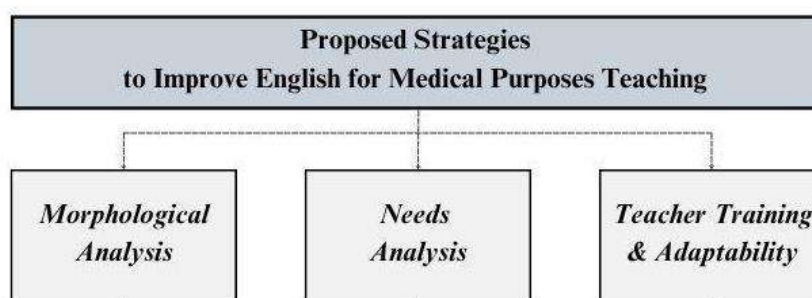 Proposed Strategies
to Improve English for Medical Purposes Teaching
Morphological
Analysis
Needs
Analysis
Teacher Training
& Adaptability